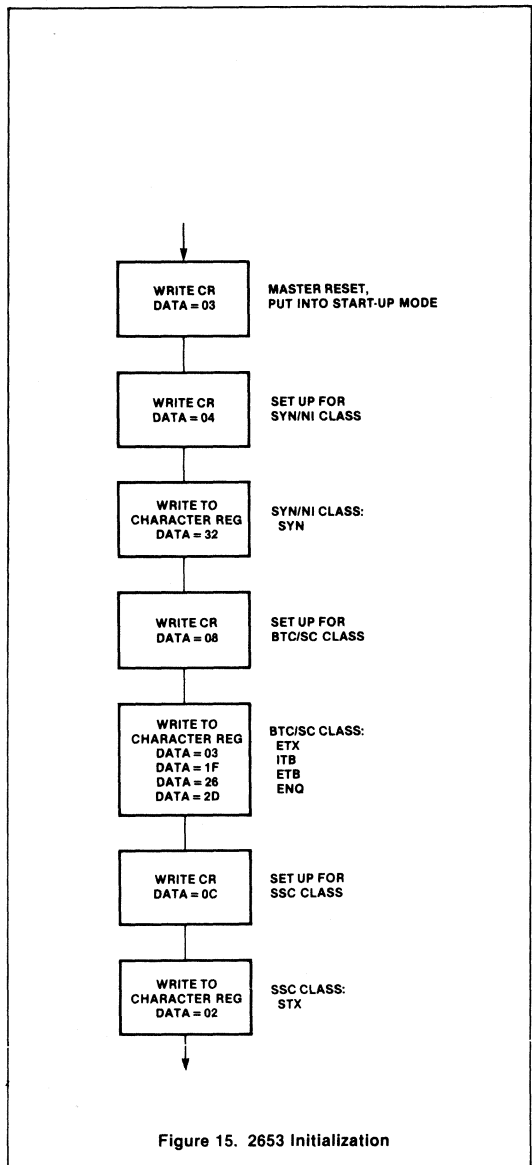 WRITE CR
DATA = 03
MASTER RESET,
PUT INTO START-UP MODE
WRITE CR
DATA = 04
SET UP FOR
SYN/NI CLASS
WRITE TO
CHARACTER REG
DATA = 32
SYN/NI CLASS:
SYN
WRITE CR
DATA = 08
SET UP FOR
BTC/SC CLASS
WRITE TO
CHARACTER REG
DATA = 03
DATA = 1F
DATA = 26
DATA = 2D
BTC/SC CLASS:
ETX
ITB
ETB
ENQ
WRITE CR
DATA = 0C
SET UP FOR
SSC CLASS
WRITE TO
CHARACTER REG
DATA = 02
SSC CLASS:
STX
Figure 15. 2653 Initialization